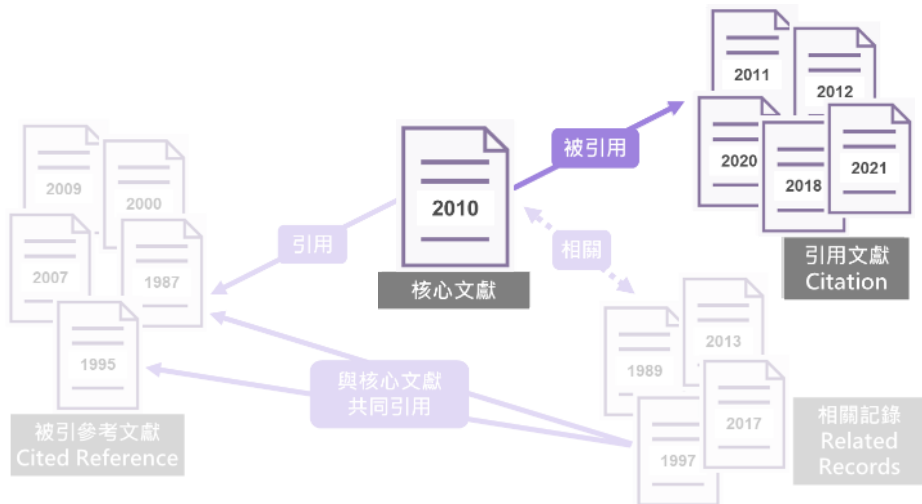 2011
2012
2020
2018
2021
被引用
引用文獻
Citation
2010
核心文獻
引用
相關
2009
2000
2007
1987
1995
被引參考文獻
Cited Reference
與核心文獻
共同引用
1989
2013
1997
2017
相關記錄
Related
Records